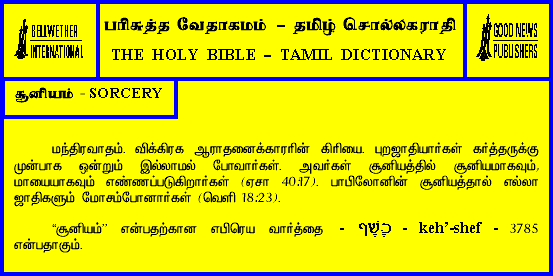 BELLWETHER
INTERNATIONAL
பரிசுத்த வேதாகமம் – தமிழ் சொல்லகராதி
THE HOLY BIBLE – TAMIL DICTIONARY
GOOD NEWS
PUBLISHERS
சூனியம் - SORCERY
மந்திரவாதம். விக்கிரக ஆராதனைக்காரரின் கிரியை. புறஜாதியார்கள் கர்த்தருக்கு
முன்பாக ஒன்றும் இல்லாமல் போவார்கள். அவர்கள் சூனியத்தில் சூனியமாகவும்,
மாயையாகவும் எண்ணப்படுகிறார்கள் (ஏசா 40:17). பாபிலோனின் சூனியத்தால் எல்லா
ஜாதிகளும் மோசம்போனார்கள் (வெளி 18:23).
“சூனியம்” என்பதற்கான எபிரெய வார்த்தை - כֶּשֶׁף - keh’-shef - 3785
என்பதாகும்.